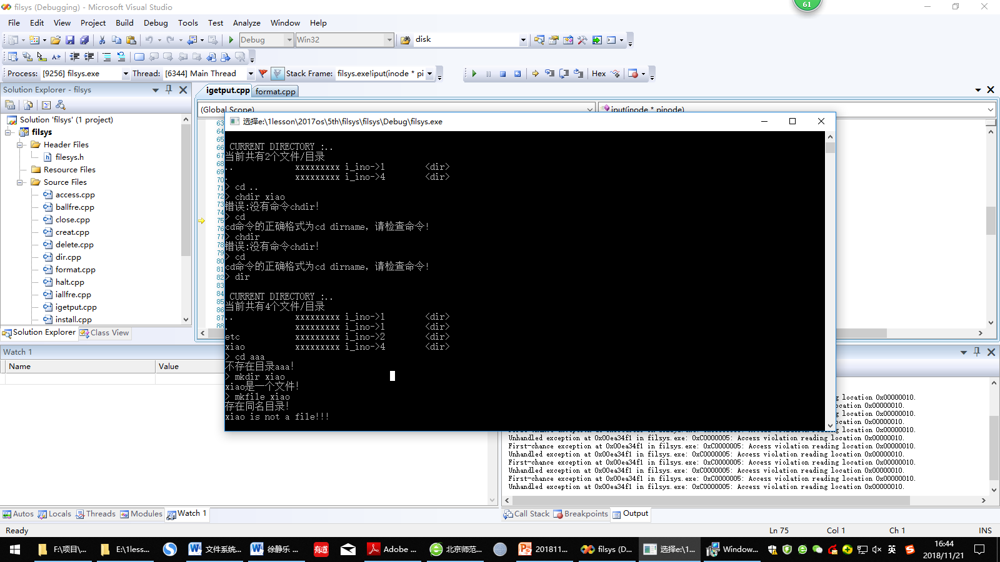 filsys (Debugging) - Microsoft Visual Studio
61
File Edit View Project Build Debug Tools Test Analyze Window Help
Debug Win32 disk
Process: [9256] filsys.exe Thread: [6344] Main Thread Stack Frame: filsys.exe!iput(inode * pi Hex
Solution Explorer - filsys
igetput.cpp format.cpp
(Global Scope) iput(inode * pinode)
Solution 'filsys' (1 project)
filsys
Header Files
filesys.h
Resource Files
Source Files
access.cpp
ballfre.cpp
close.cpp
creat.cpp
delete.cpp
dir.cpp
format.cpp
halt.cpp
iallfre.cpp
igetput.cpp
install.cpp
Solution Explorer Class View
63
64
65
66
67
68
69
70
71
72
73
74
75
76
77
78
79
80
81
82
83
84
85
86
87
88
选择e:\1lesson\2017os\5th\filsys\filsys\Debug\filsys.exe
CURRENT DIRECTORY :..
当前共有2个文件/目录
.. xxxxxxxxx i_ino->1 <dir>
. xxxxxxxxx i_ino->4 <dir>
> cd ..
> chdir xiao
错误:没有命令chdir!
> cd
cd命令的正确格式为cd dirname, 请检查命令!
> chdir
错误:没有命令chdir!
> cd
cd命令的正确格式为cd dirname, 请检查命令!
> dir
CURRENT DIRECTORY :..
当前共有4个文件/目录
.. xxxxxxxxx i_ino->1 <dir>
. xxxxxxxxx i_ino->1 <dir>
etc xxxxxxxxx i_ino->2 <dir>
xiao xxxxxxxxx i_ino->4 <dir>
> cd aaa
不存在目录aaa!
> mkdir xiao
xiao是一个文件!
> mkfile xiao
存在同名目录!
xiao is not a file!!!
Watch 1
Name Value
g location 0x00000010.
ocation 0x00000010.
g location 0x00000010.
ocation 0x00000010.
g location 0x00000010.
Unhandled exception at 0x00ea34f1 in filsys.exe: 0xC0000005: Access violation reading location 0x00000010.
First-chance exception at 0x00ea34f1 in filsys.exe: 0xC0000005: Access violation reading location 0x00000010.
Unhandled exception at 0x00ea34f1 in filsys.exe: 0xC0000005: Access violation reading location 0x00000010.
First-chance exception at 0x00ea34f1 in filsys.exe: 0xC0000005: Access violation reading location 0x00000010.
Unhandled exception at 0x00ea34f1 in filsys.exe: 0xC0000005: Access violation reading location 0x00000010.
First-chance exception at 0x00ea34f1 in filsys.exe: 0xC0000005: Access violation reading location 0x00000010.
Unhandled exception at 0x00ea34f1 in filsys.exe: 0xC0000005: Access violation reading location 0x00000010.
Autos Locals Threads Modules Watch 1
Call Stack Breakpoints Output
Ready Ln 75 Col 1 Ch 1 INS
F:\项目\... E:\1less... 文件系统... 徐静乐 ... 有道 Adobe ... 北京师范... 201811... filsys (D... 选择e:\1... Window... 英
16:44
2018/11/21